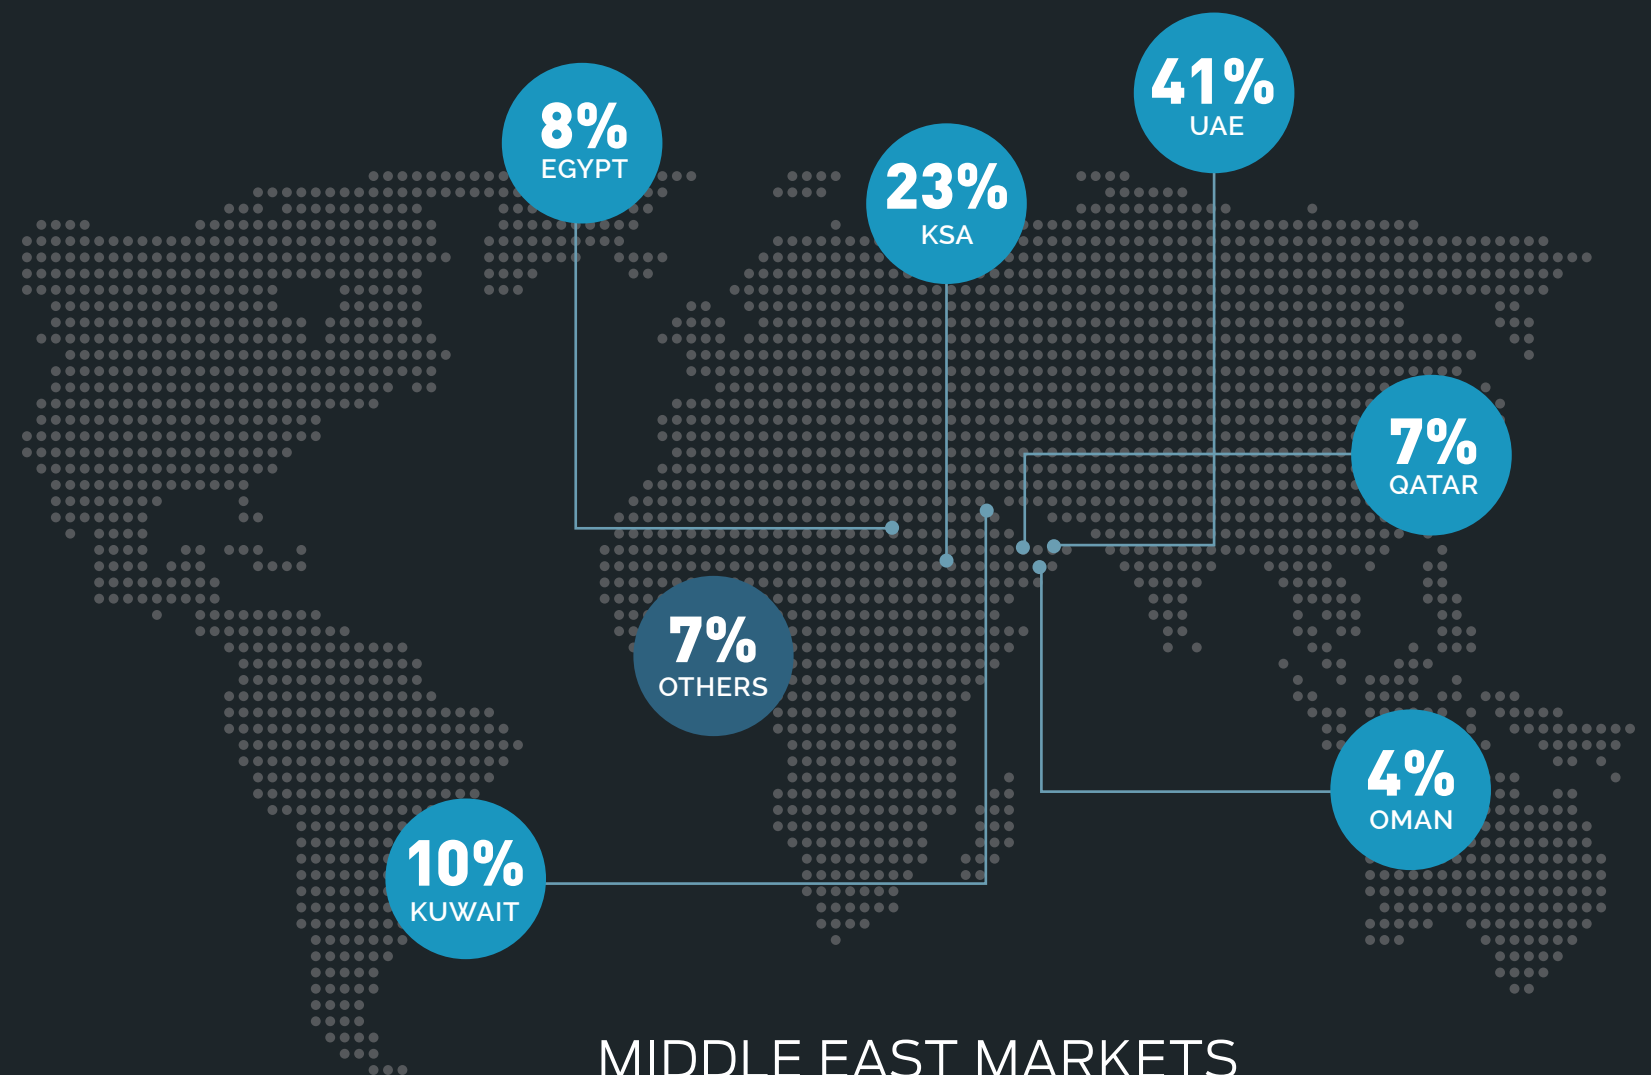 41%
UAE
8%
EGYPT
23%
KSA
7%
QATAR
7%
OTHERS
4%
OMAN
10%
KUWAIT
MIDDLE EAST MARKETS